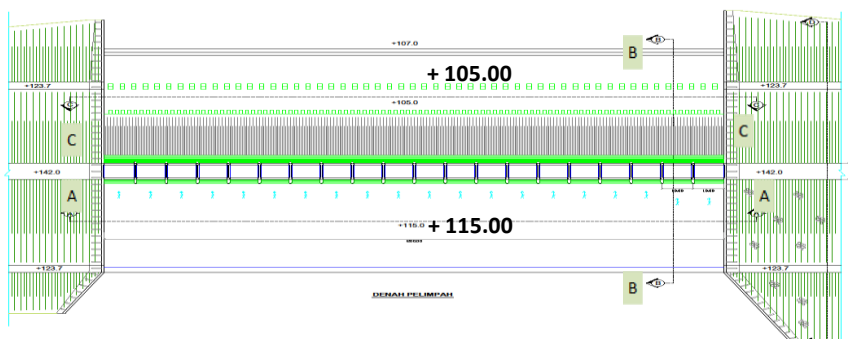 +107.0
B
B
+ 105.00
+123.7
+123.7
C
C
+105.0
C
C
+142.0
+142.0
A
A
+115.0
+ 115.00
+123.7
+123.7
B
B
DENAH PELIMPAH